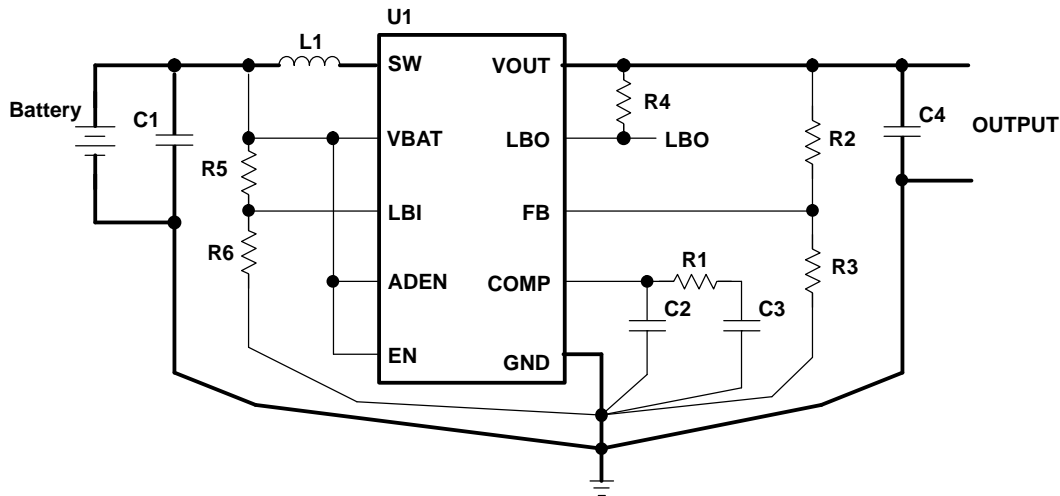 U1
L1
SW
VOUT
R4
Battery
C1
C4
OUTPUT
R2
VBAT
LBO
LBO
R5
LBI
FB
R6
R1
R3
ADEN
COMP
C2
C3
EN
GND